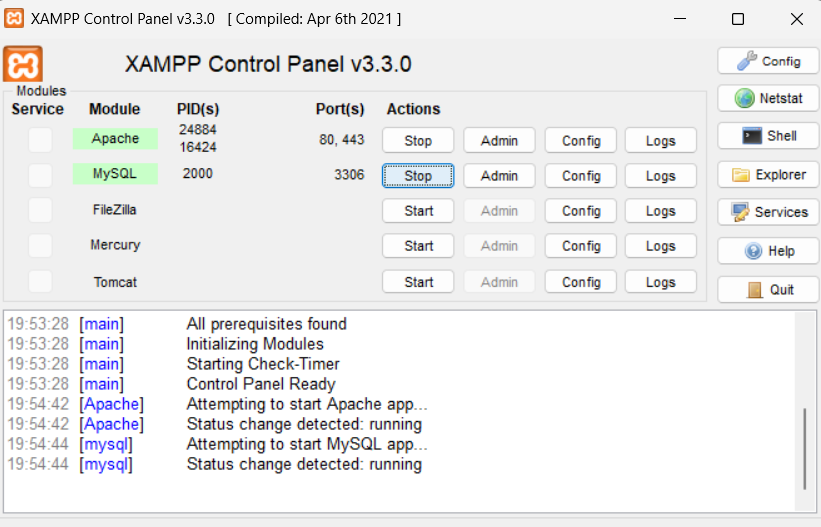 XAMPP Control Panel v3.3.0 [ Compiled: Apr 6th 2021 ]
XAMPP Control Panel v3.3.0
Config
Modules
Service Module PID(s) Port(s) Actions
Netstat
Apache 24884 16424 80, 443 Stop Admin Config Logs
Shell
MySQL 2000 3306 Stop Admin Config Logs
Explorer
FileZilla Start Admin Config Logs
Services
Mercury Start Admin Config Logs
Help
Tomcat Start Admin Config Logs
Quit
19:53:28 [main] All prerequisites found
19:53:28 [main] Initializing Modules
19:53:28 [main] Starting Check-Timer
19:53:28 [main] Control Panel Ready
19:54:42 [Apache] Attempting to start Apache app...
19:54:42 [Apache] Status change detected: running
19:54:44 [mysql] Attempting to start MySQL app...
19:54:44 [mysql] Status change detected: running